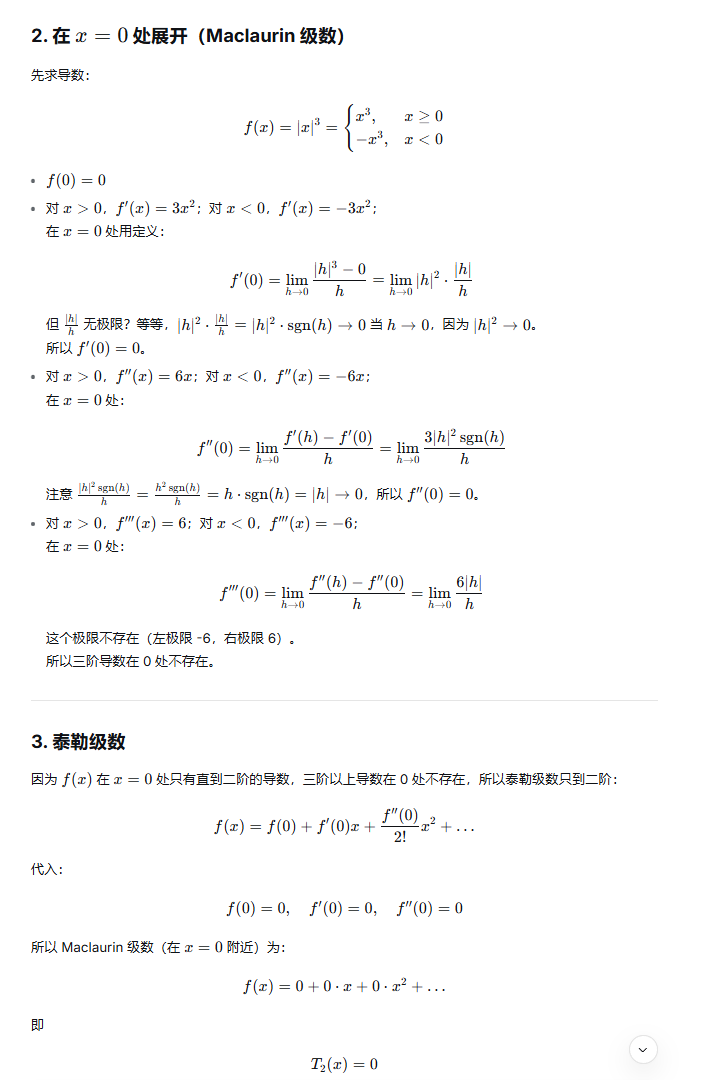 2. 在 x = 0 处展开（Maclaurin 级数）
先求导数：
f(x) = |x|³ = { x³, x ≥ 0
−x³, x < 0
• f(0) = 0
• 对 x > 0，f′(x) = 3x²；对 x < 0，f′(x) = −3x²；
在 x = 0 处用定义：
f′(0) = lim_{h→0} (|h|³ − 0)/h = lim_{h→0} |h|² · |h|/h
但 |h|/h 无极限？等等，|h|² · |h|/h = |h|² · sgn(h) → 0 当 h → 0，因为 |h|² → 0。
所以 f′(0) = 0。
• 对 x > 0，f″(x) = 6x；对 x < 0，f″(x) = −6x；
在 x = 0 处：
f″(0) = lim_{h→0} (f′(h) − f′(0))/h = lim_{h→0} (3|h|² sgn(h))/h
注意 (|h|² sgn(h))/h = (h² sgn(h))/h = h · sgn(h) = |h| → 0，所以 f″(0) = 0。
• 对 x > 0，f‴(x) = 6；对 x < 0，f‴(x) = −6；
在 x = 0 处：
f‴(0) = lim_{h→0} (f″(h) − f″(0))/h = lim_{h→0} 6|h|/h
这个极限不存在（左极限 -6，右极限 6）。
所以三阶导数在 0 处不存在。
3. 泰勒级数
因为 f(x) 在 x = 0 处只有直到二阶的导数，三阶以上导数在 0 处不存在，所以泰勒级数只到二阶：
f(x) = f(0) + f′(0)x + f″(0)/2! x² + …
代入：
f(0) = 0, f′(0) = 0, f″(0) = 0
所以 Maclaurin 级数（在 x = 0 附近）为：
f(x) = 0 + 0 · x + 0 · x² + …
即
T₂(x) = 0